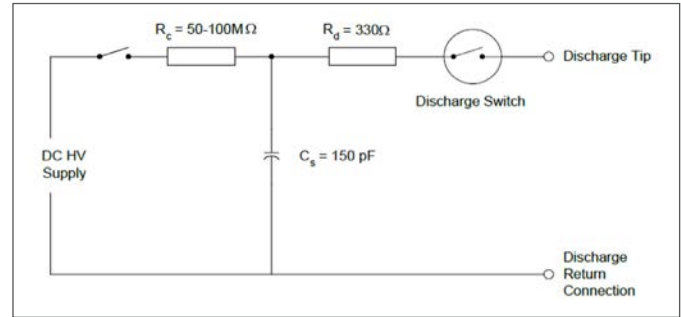 R_c = 50-100MΩ
R_d = 330Ω
Discharge Tip
Discharge Switch
DC HV
Supply
C_s = 150 pF
Discharge
Return
Connection